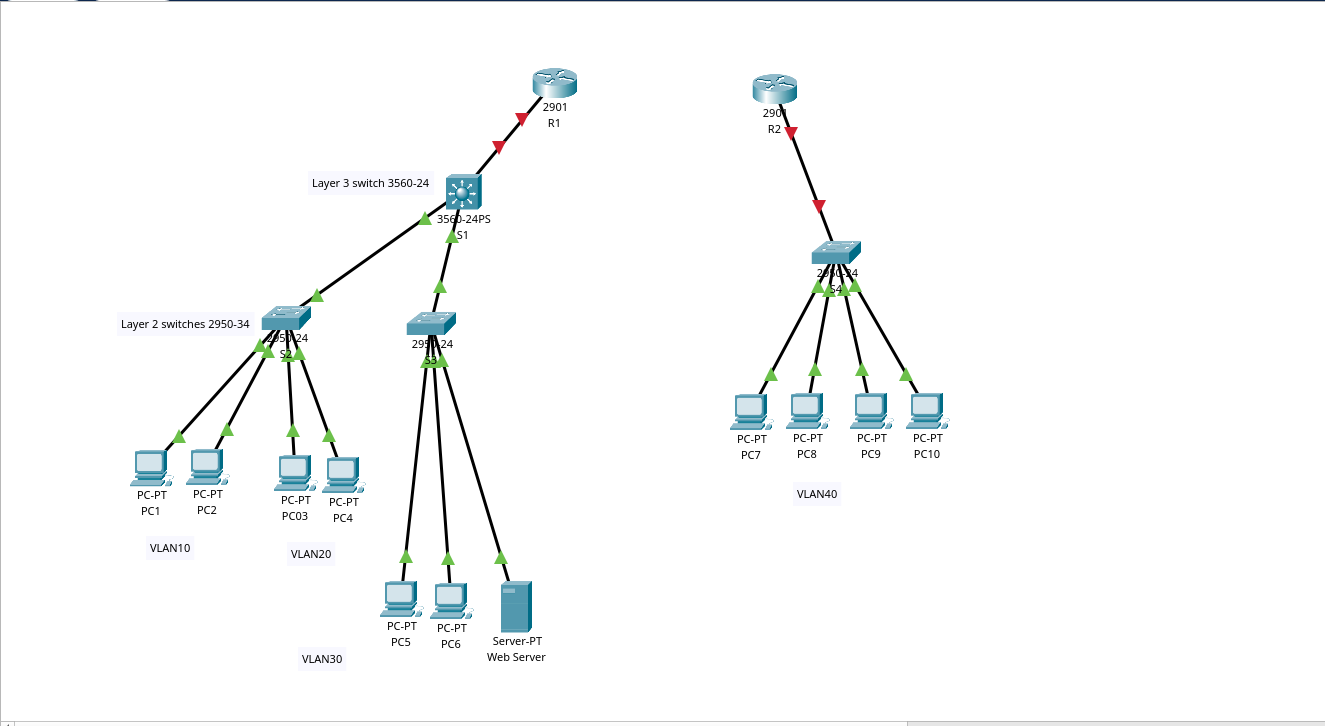 2901
R1
2901
R2
Layer 3 switch 3560-24
3560-24PS
S1
2950-24
S4
Layer 2 switches 2950-34
2950-24
S2
2950-24
S3
PC-PT
PC7
PC-PT
PC8
PC-PT
PC9
PC-PT
PC10
PC-PT
PC1
PC-PT
PC2
PC-PT
PC03
PC-PT
PC4
VLAN40
VLAN10
VLAN20
PC-PT
PC5
PC-PT
PC6
Server-PT
Web Server
VLAN30